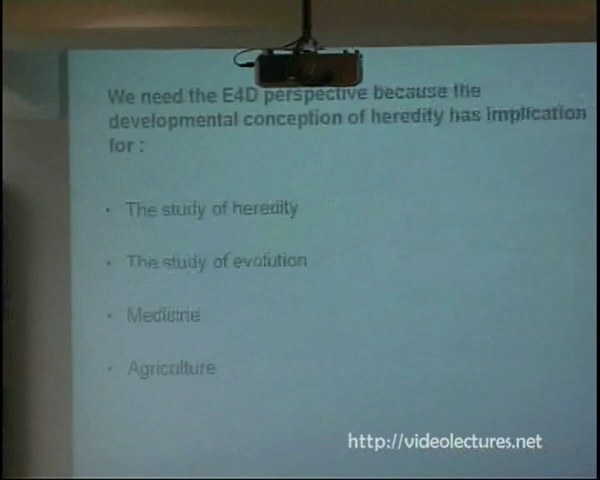 We need the E4D perspective because the
developmental conception of heredity has implication
for :
• The study of heredity
• The study of evolution
• Medicine
• Agriculture
http://videolectures.net